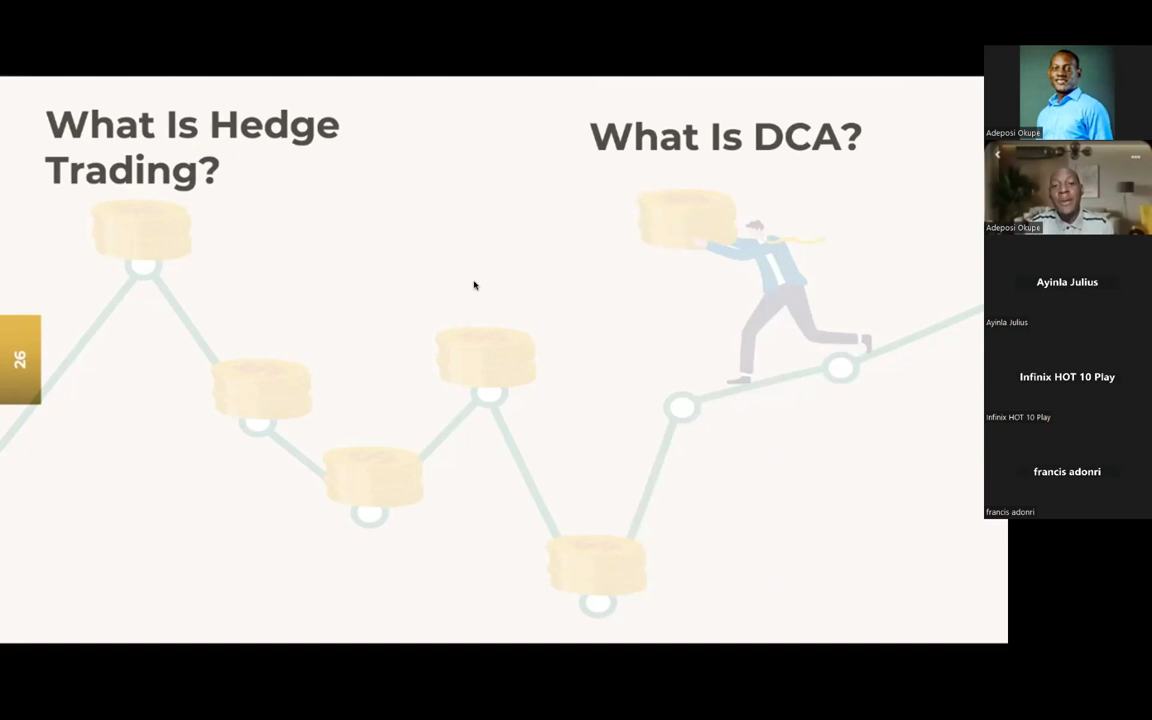 What Is Hedge
Trading?
What Is DCA?
26
Adeposi Okupe
Adeposi Okupe
Ayinla Julius
Ayinla Julius
Infinix HOT 10 Play
Infinix HOT 10 Play
francis adonri
francis adonri